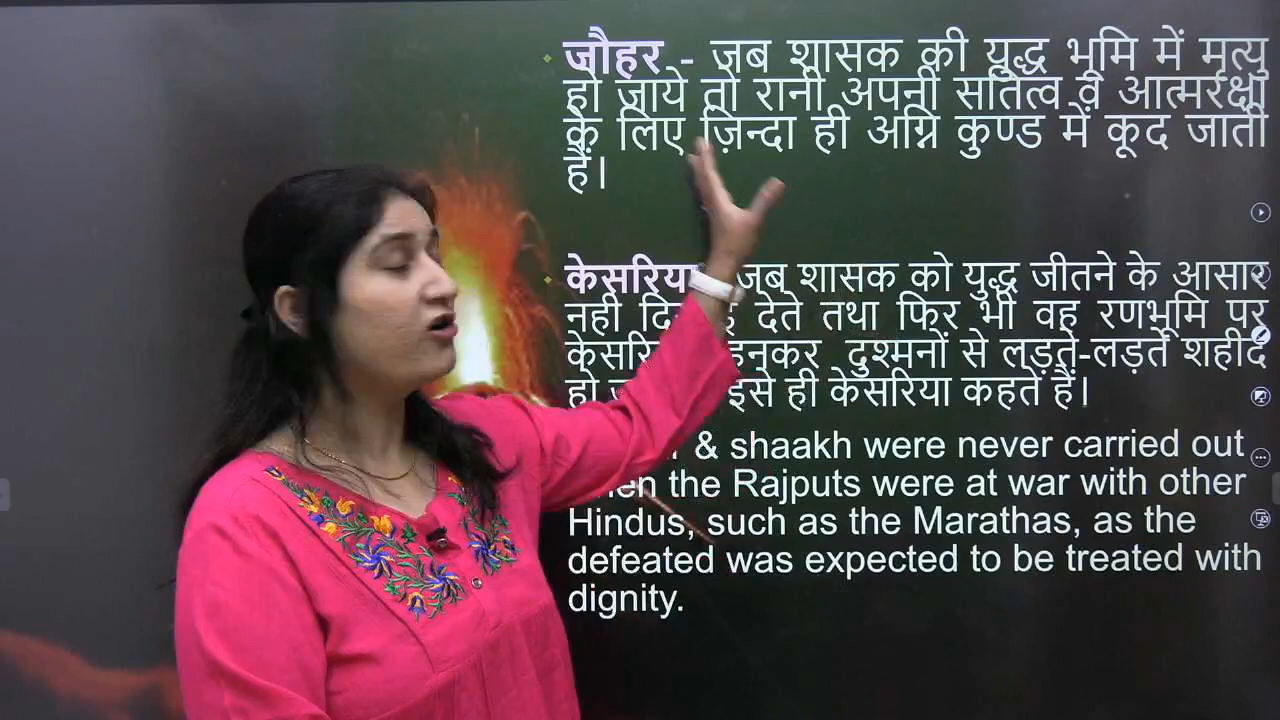 जौहर - जब शासक की युद्ध भूमि में मृत्यु
हो जाये तो रानी अपनी सतित्व व आत्मरक्षा
के लिए ज़िन्दा ही अग्नि कुण्ड में कूद जाती
हैं।
केसरिया जब शासक को युद्ध जीतने के आसार
नही देते तथा फिर भी वह रणभूमि पर
दुश्मनों से लड़ते-लड़ते शहीद
हो इसे ही केसरिया कहते हैं।
& shaakh were never carried out
the Rajputs were at war with other
Hindus, such as the Marathas, as the
defeated was expected to be treated with
dignity.